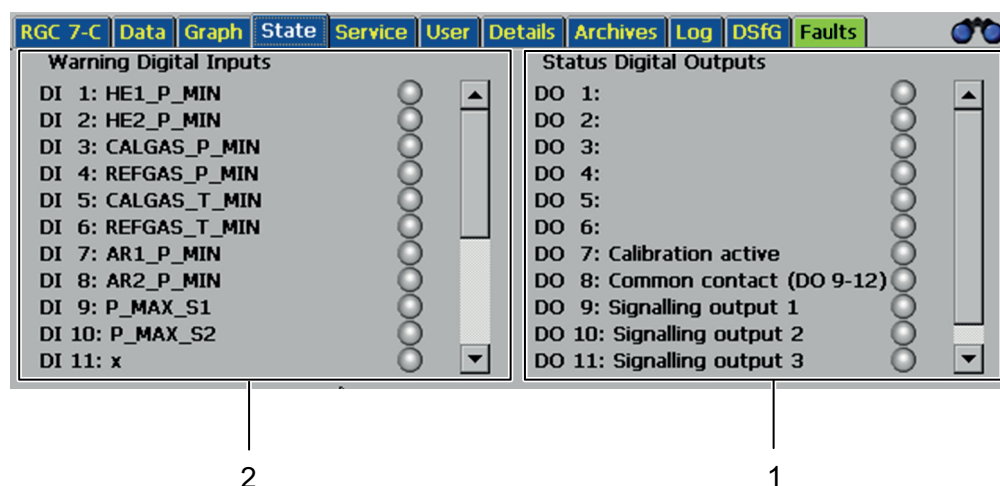 RGC 7-C Data Graph State Service User Details Archives Log DSfG Faults
Warning Digital Inputs
DI 1: HE1_P_MIN
DI 2: HE2_P_MIN
DI 3: CALGAS_P_MIN
DI 4: REFGAS_P_MIN
DI 5: CALGAS_T_MIN
DI 6: REFGAS_T_MIN
DI 7: AR1_P_MIN
DI 8: AR2_P_MIN
DI 9: P_MAX_S1
DI 10: P_MAX_S2
DI 11: x
Status Digital Outputs
DO 1:
DO 2:
DO 3:
DO 4:
DO 5:
DO 6:
DO 7: Calibration active
DO 8: Common contact (DO 9-12)
DO 9: Signalling output 1
DO 10: Signalling output 2
DO 11: Signalling output 3
2
1